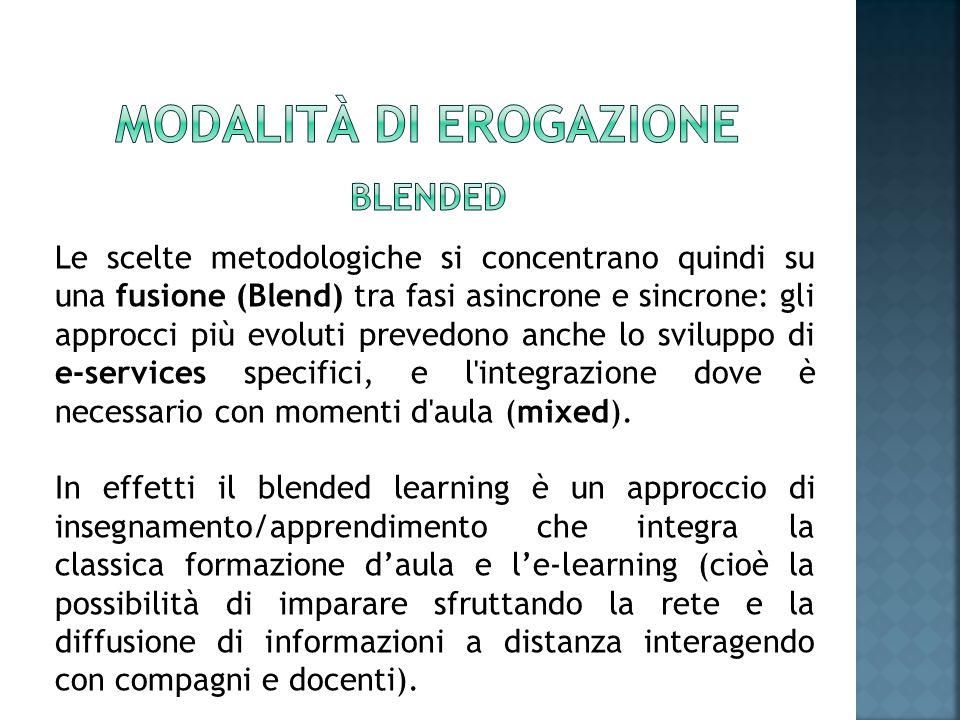 MODALITÀ DI EROGAZIONE
BLENDED
Le scelte metodologiche si concentrano quindi su
una fusione (Blend) tra fasi asincrone e sincrone: gli
approcci più evoluti prevedono anche lo sviluppo di
e-services specifici, e l'integrazione dove è
necessario con momenti d'aula (mixed).
In effetti il blended learning è un approccio di
insegnamento/apprendimento che integra la
classica formazione d’aula e l’e-learning (cioè la
possibilità di imparare sfruttando la rete e la
diffusione di informazioni a distanza interagendo
con compagni e docenti).